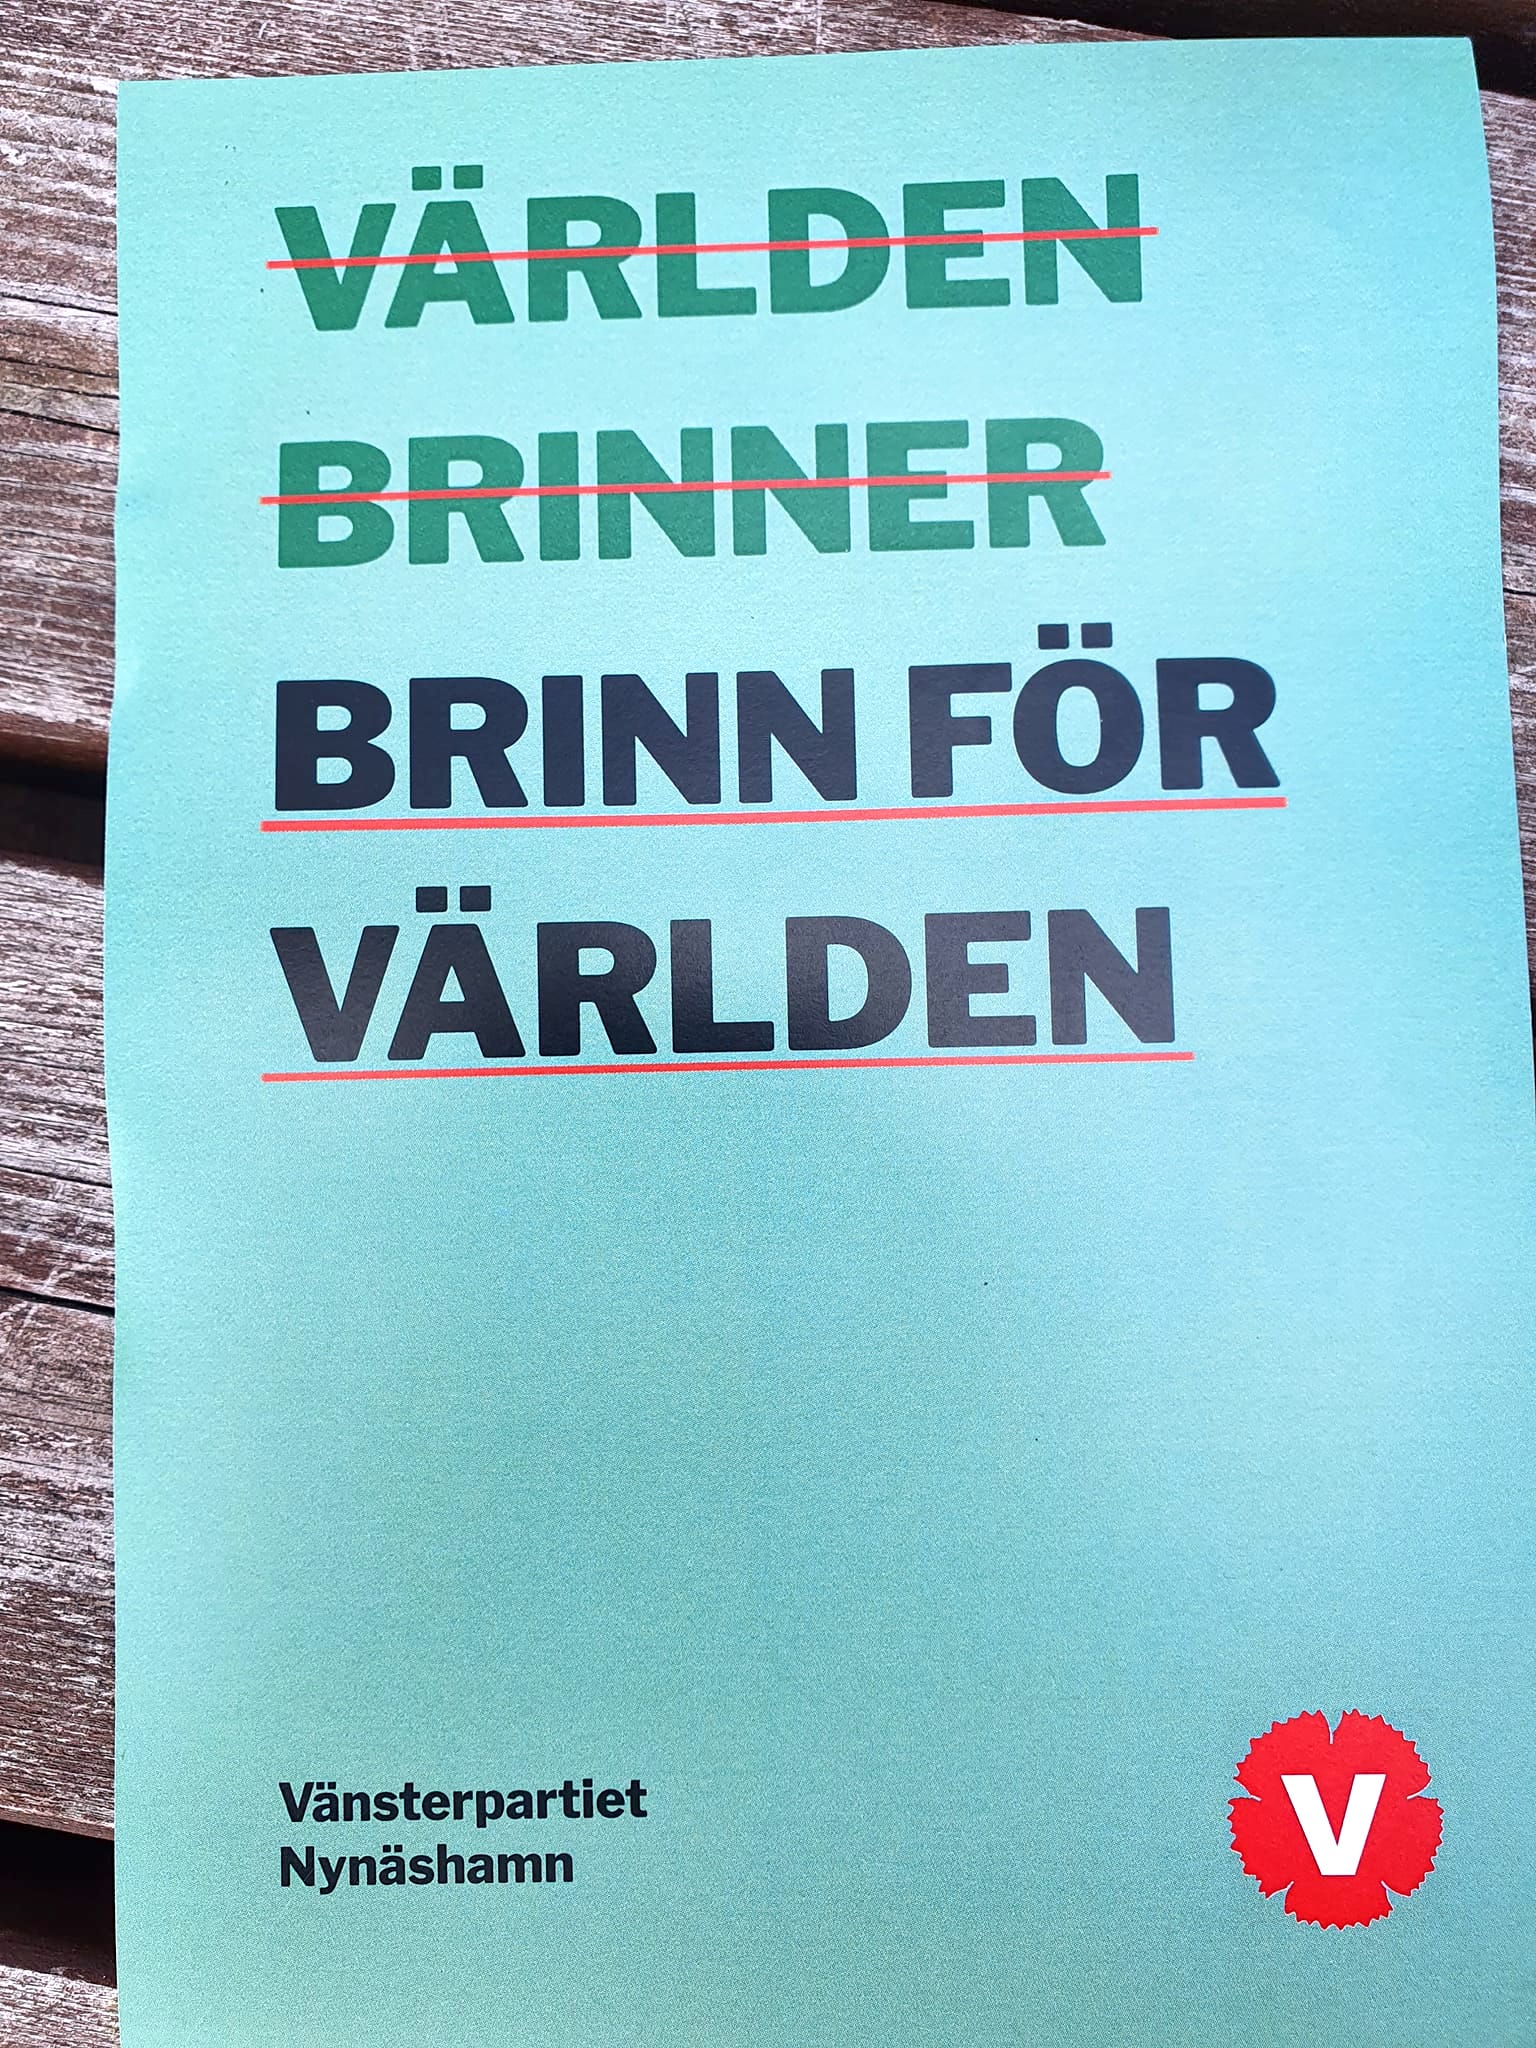 VÄRLDEN
BRINNER
BRINN FÖR
VÄRLDEN
Vänsterpartiet
Nynäshamn
V